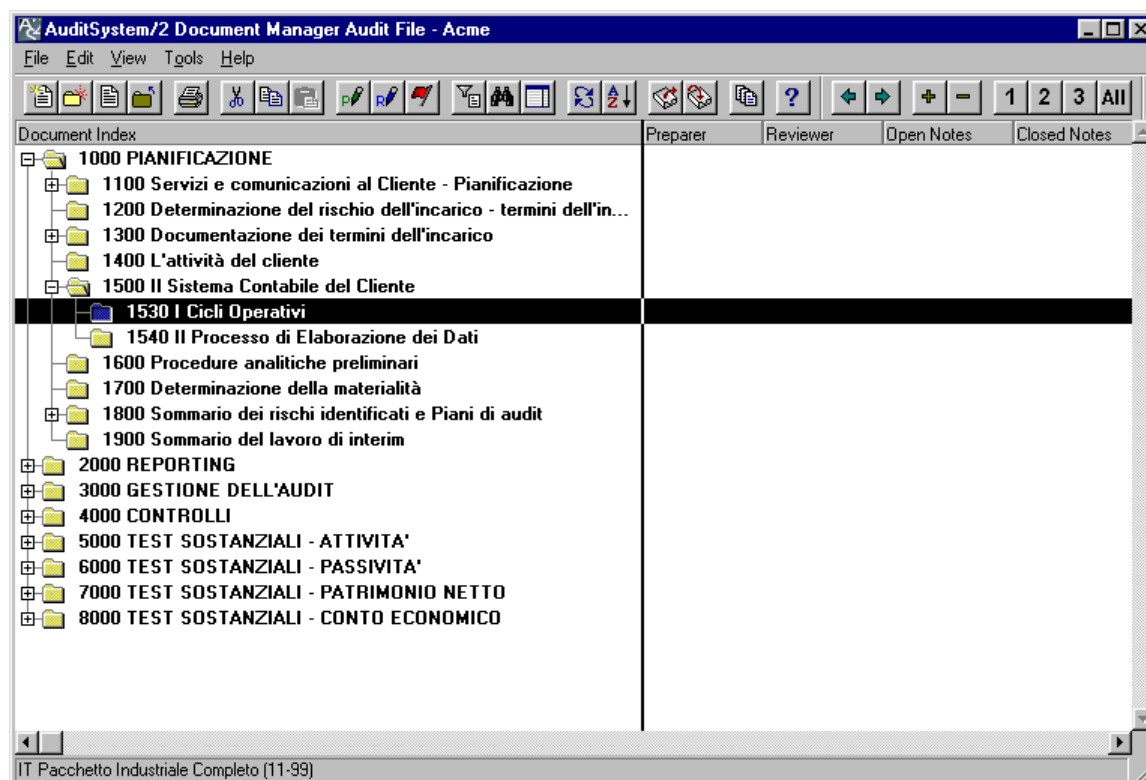 AuditSystem/2 Document Manager Audit File - Acme
File Edit View Tools Help
P R A Z 1 2 3 All
Document Index Preparer Reviewer Open Notes Closed Notes
1000 PIANIFICAZIONE
1100 Servizi e comunicazioni al Cliente - Pianificazione
1200 Determinazione del rischio dell'incarico - termini dell'in...
1300 Documentazione dei termini dell'incarico
1400 L'attività del cliente
1500 Il Sistema Contabile del Cliente
1530 I Cicli Operativi
1540 Il Processo di Elaborazione dei Dati
1600 Procedure analitiche preliminari
1700 Determinazione della materialità
1800 Sommario dei rischi identificati e Piani di audit
1900 Sommario del lavoro di interim
2000 REPORTING
3000 GESTIONE DELL'AUDIT
4000 CONTROLLI
5000 TEST SOSTANZIALI - ATTIVITA'
6000 TEST SOSTANZIALI - PASSIVITA'
7000 TEST SOSTANZIALI - PATRIMONIO NETTO
8000 TEST SOSTANZIALI - CONTO ECONOMICO
IT Pacchetto Industriale Completo (11-99)